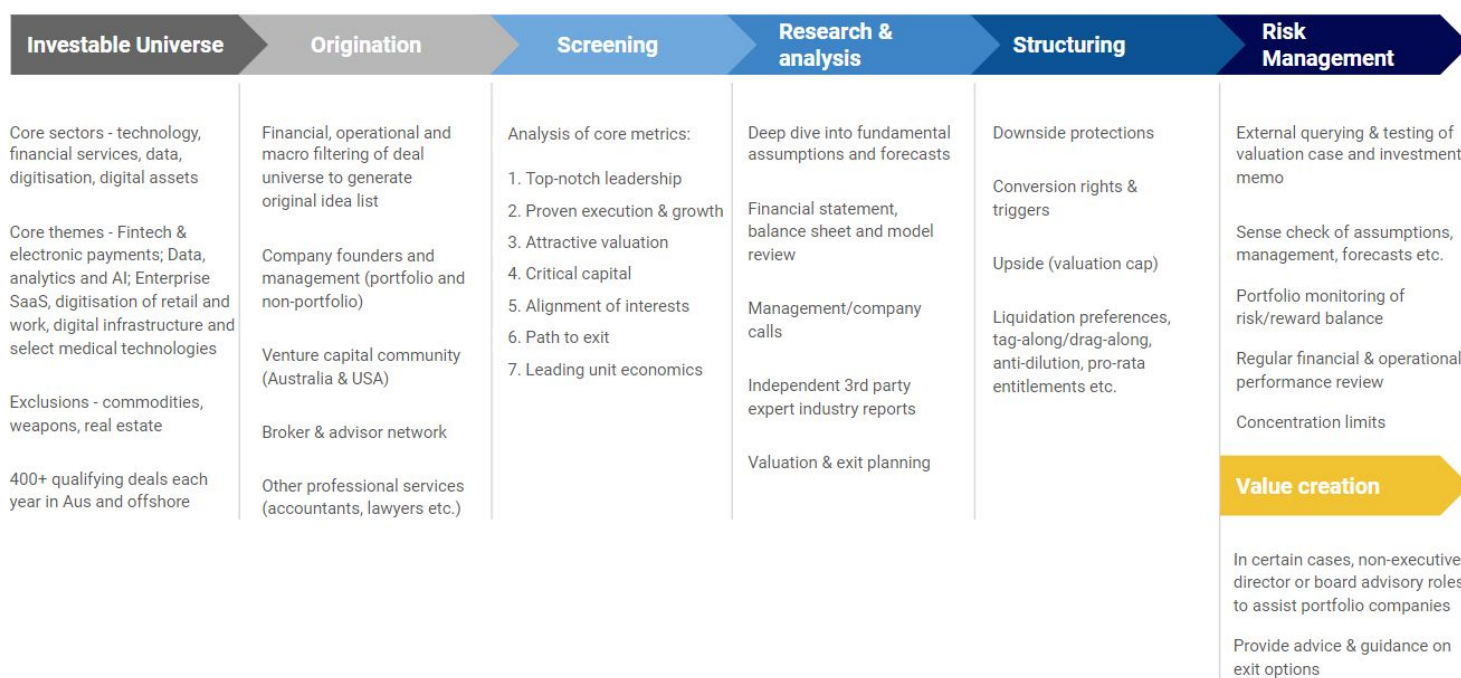 Investable Universe
Origination
Screening
Research &
analysis
Structuring
Risk
Management
Core sectors - technology,
financial services, data,
digitisation, digital assets
Core themes - Fintech &
electronic payments; Data,
analytics and AI; Enterprise
SaaS, digitisation of retail and
work, digital infrastructure and
select medical technologies
Exclusions - commodities,
weapons, real estate
400+ qualifying deals each
year in Aus and offshore
Financial, operational and
macro filtering of deal
universe to generate
original idea list
Company founders and
management (portfolio and
non-portfolio)
Venture capital community
(Australia & USA)
Broker & advisor network
Other professional services
(accountants, lawyers etc.)
Analysis of core metrics:
1. Top-notch leadership
2. Proven execution & growth
3. Attractive valuation
4. Critical capital
5. Alignment of interests
6. Path to exit
7. Leading unit economics
Deep dive into fundamental
assumptions and forecasts
Financial statement,
balance sheet and model
review
Management/company
calls
Independent 3rd party
expert industry reports
Valuation & exit planning
Downside protections
Conversion rights &
triggers
Upside (valuation cap)
Liquidation preferences,
tag-along/drag-along,
anti-dilution, pro-rata
entitlements etc.
External querying & testing of
valuation case and investment
memo
Sense check of assumptions,
management, forecasts etc.
Portfolio monitoring of
risk/reward balance
Regular financial & operational
performance review
Concentration limits
Value creation
In certain cases, non-executive
director or board advisory roles
to assist portfolio companies
Provide advice & guidance on
exit options